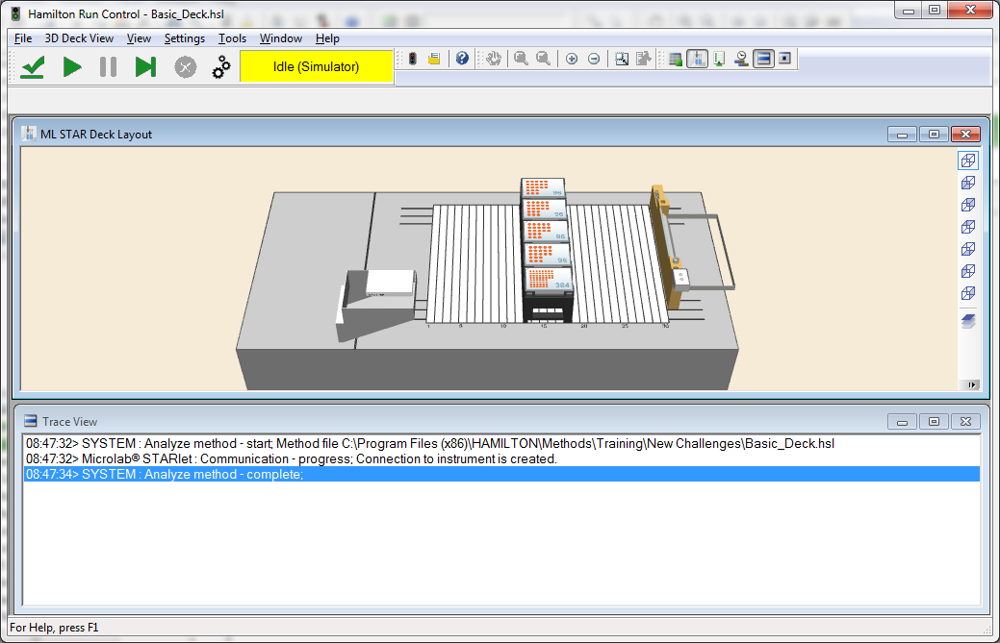 Hamilton Run Control - Basic_Deck.hsl
File 3D Deck View View Settings Tools Window Help
Idle (Simulator)
ML STAR Deck Layout
96
96
96
96
384
1 5 10 15 20 25 30
Trace View
08:47:32> SYSTEM : Analyze method - start; Method file C:\Program Files (x86)\HAMILTON\Methods\Training\New Challenges\Basic_Deck.hsl
08:47:32> Microlab® STARlet : Communication - progress; Connection to instrument is created.
08:47:34> SYSTEM : Analyze method - complete;
For Help, press F1